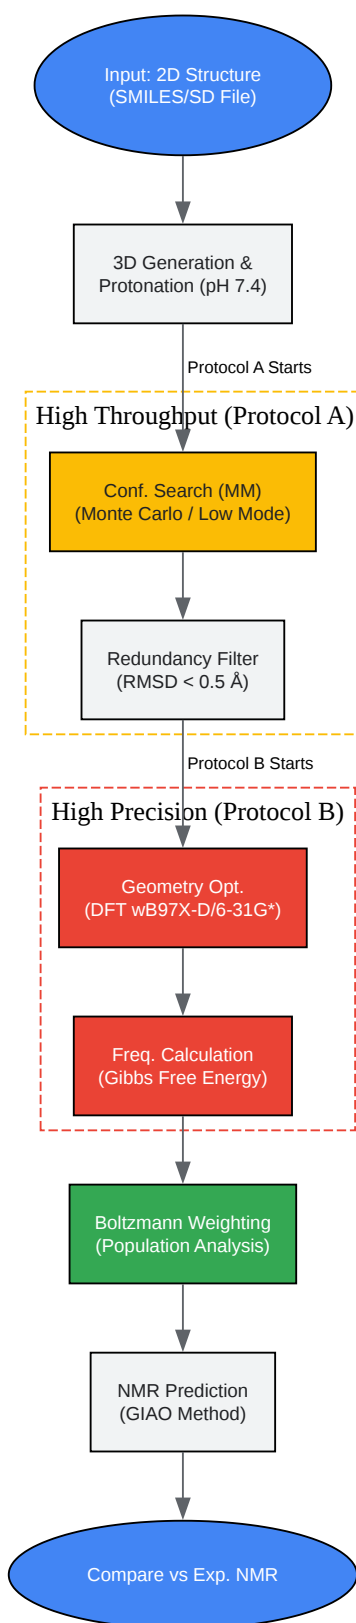 Input: 2D Structure
(SMILES/SD File)
3D Generation &
Protonation (pH 7.4)
Protocol A Starts
High Throughput (Protocol A)
Conf. Search (MM)
(Monte Carlo / Low Mode)
Redundancy Filter
(RMSD < 0.5 Å)
Protocol B Starts
High Precision (Protocol B)
Geometry Opt.
(DFT wB97X-D/6-31G*)
Freq. Calculation
(Gibbs Free Energy)
Boltzmann Weighting
(Population Analysis)
NMR Prediction
(GIAO Method)
Compare vs Exp. NMR